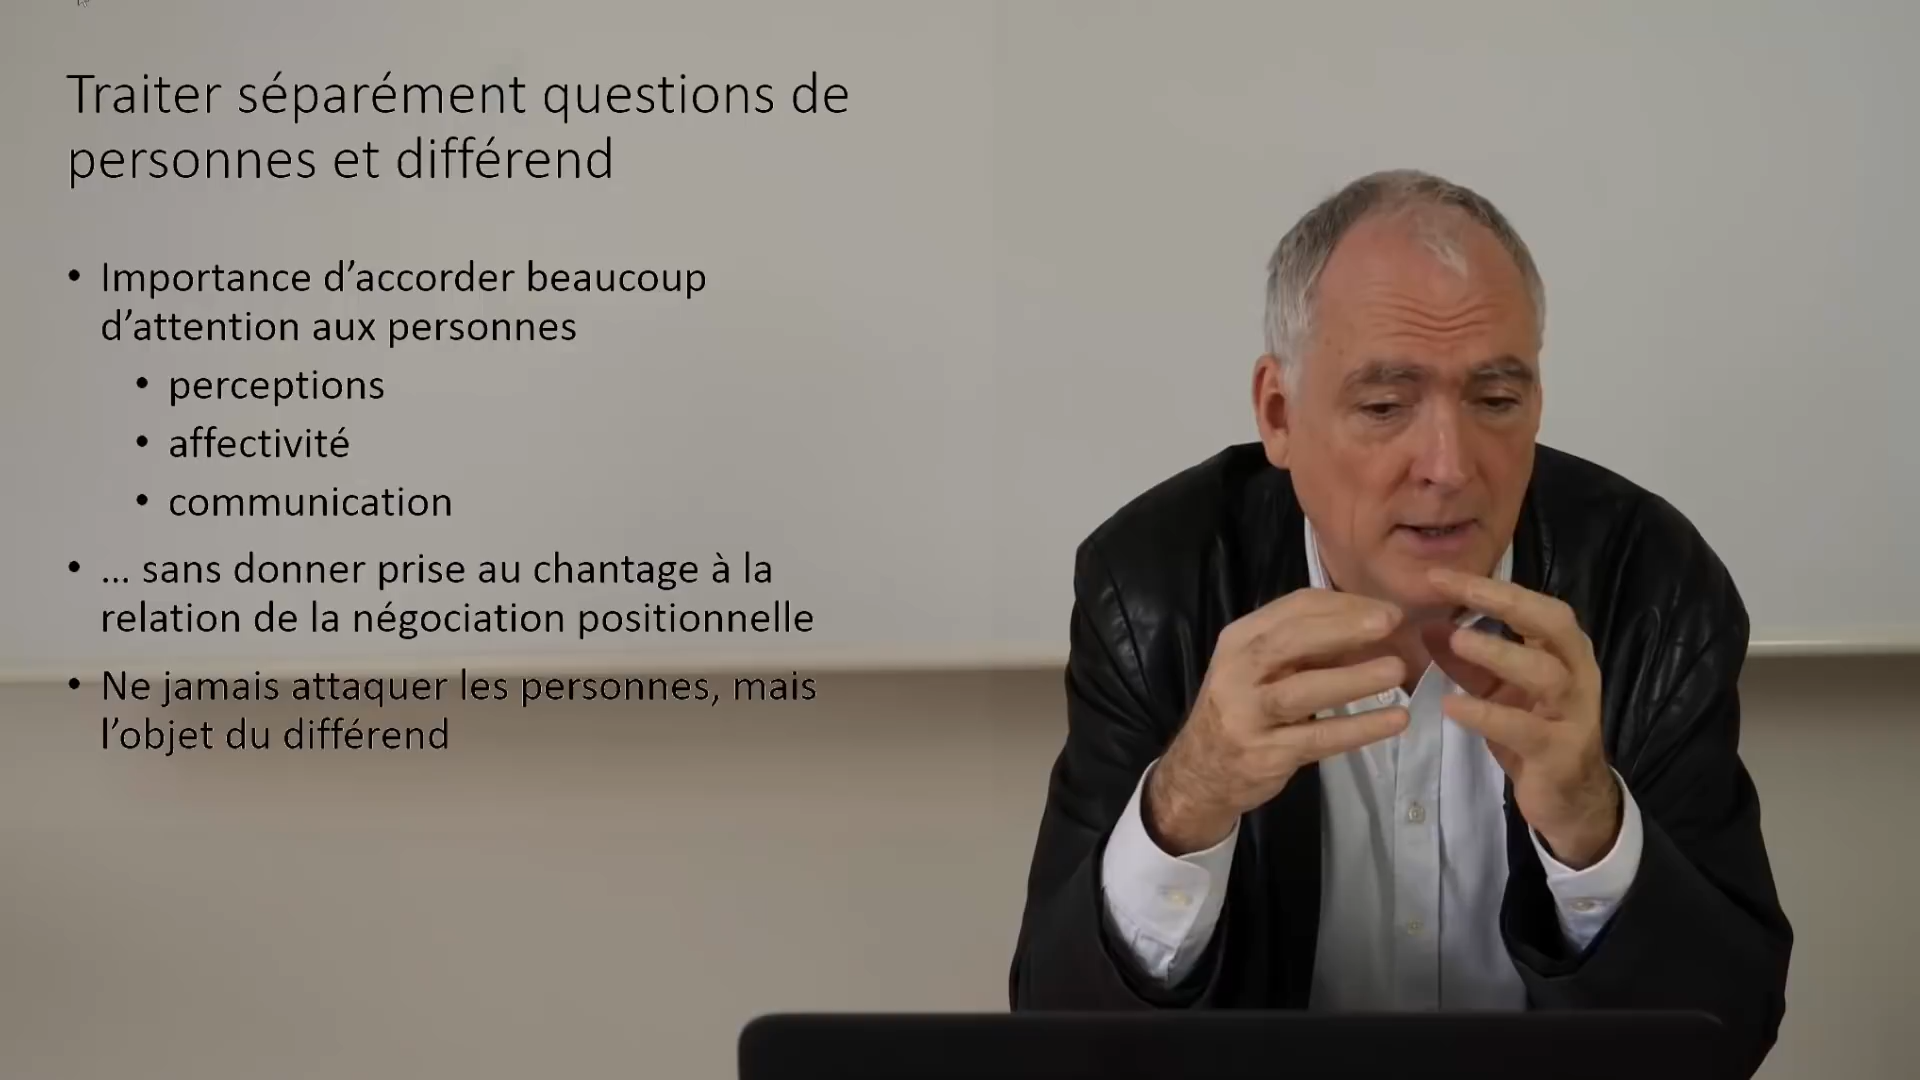 Traiter séparément questions de
personnes et différend
• Importance d’accorder beaucoup
d’attention aux personnes
• perceptions
• affectivité
• communication
• ... sans donner prise au chantage à la
relation de la négociation positionnelle
• Ne jamais attaquer les personnes, mais
l’objet du différend